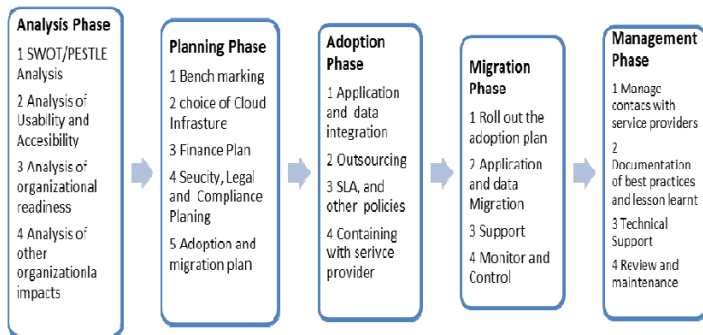 Analysis Phase
1 SWOT/PESTLE
Analysis
2 Analysis of
Usability and
Accesibility
3 Analysis of
organizational
readiness
4 Analysis of
other
organizationla
impacts
Planning Phase
1 Bench marking
2 choice of Cloud
Infrasture
3 Finance Plan
4 Seucity, Legal
and Compliance
Planing
5 Adoption and
migration plan
Adoption
Phase
1 Application
and data
integration
2 Outsourcing
3 SLA, and
other policies
4 Containing
with serivce
provider
Migration
Phase
1 Roll out the
adoption plan
2 Application
and data
Migration
3 Support
4 Monitor and
Control
Management
Phase
1 Manage
contacs with
service providers
2
Documentation
of best practices
and lesson learnt
3 Technical
Support
4 Review and
maintenance